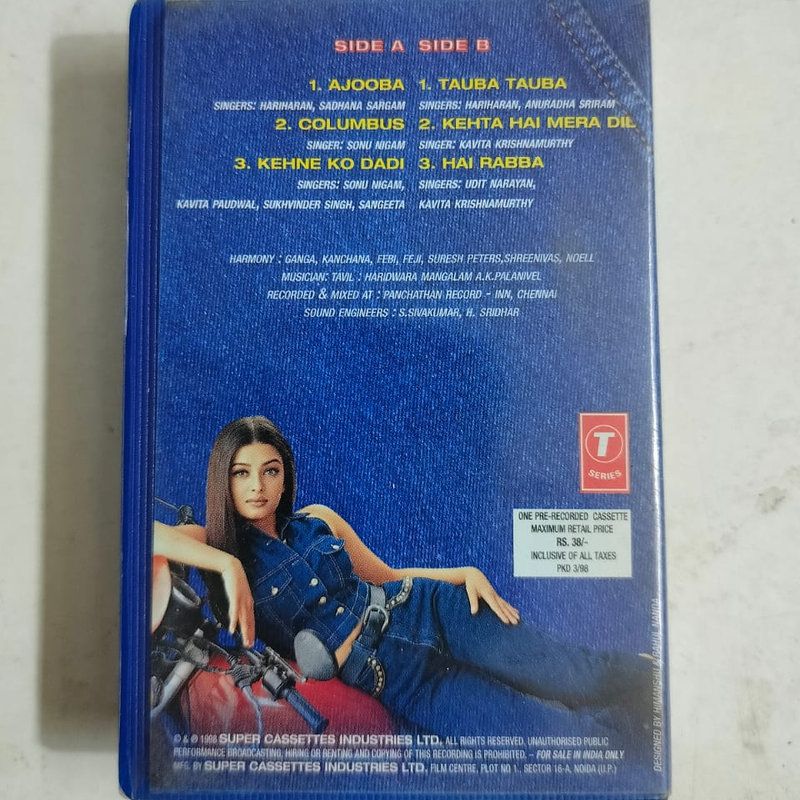 SIDE A SIDE B
1. AJOOBA
SINGERS: HARIHARAN, SADHANA SARGAM
2. COLUMBUS
SINGER: SONU NIGAM
3. KEHNE KO DADI
SINGERS: SONU NIGAM,
KAVITA PAUDWAL, SUKHVINDER SINGH, SANGEETA
1. TAUBA TAUBA
SINGERS: HARIHARAN, ANURADHA SRIRAM
2. KEHTA HAI MERA DIL
SINGER: KAVITA KRISHNAMURTHY
3. HAI RABBA
SINGERS: UDIT NARAYAN,
KAVITA KRISHNAMURTHY
HARMONY : GANGA, KANCHANA, FEBI, FEJI, SURESH PETERS,SHREENIVAS, NOELL
MUSICIAN: TAVIL : HARIDWARA MANGALAM A.K.PALANIVEL
RECORDED & MIXED AT : PANCHATHAN RECORD - INN, CHENNAI
SOUND ENGINEERS : S.SIVAKUMAR, H. SRIDHAR
T
SERIES
ONE PRE-RECORDED CASSETTE
MAXIMUM RETAIL PRICE
RS. 38/-
INCLUSIVE OF ALL TAXES
PKD 3/98
DESIGNED BY HIMANSHU & RAHUL NANDA
© & ℗ 1998 SUPER CASSETTES INDUSTRIES LTD. ALL RIGHTS RESERVED. UNAUTHORISED PUBLIC
PERFORMANCE BROADCASTING, HIRING OR RENTING AND COPYING OF THIS RECORDING IS PROHIBITED. – FOR SALE IN INDIA ONLY
MFG. BY SUPER CASSETTES INDUSTRIES LTD. FILM CENTRE, PLOT NO 1., SECTOR 16-A, NOIDA (U.P.)